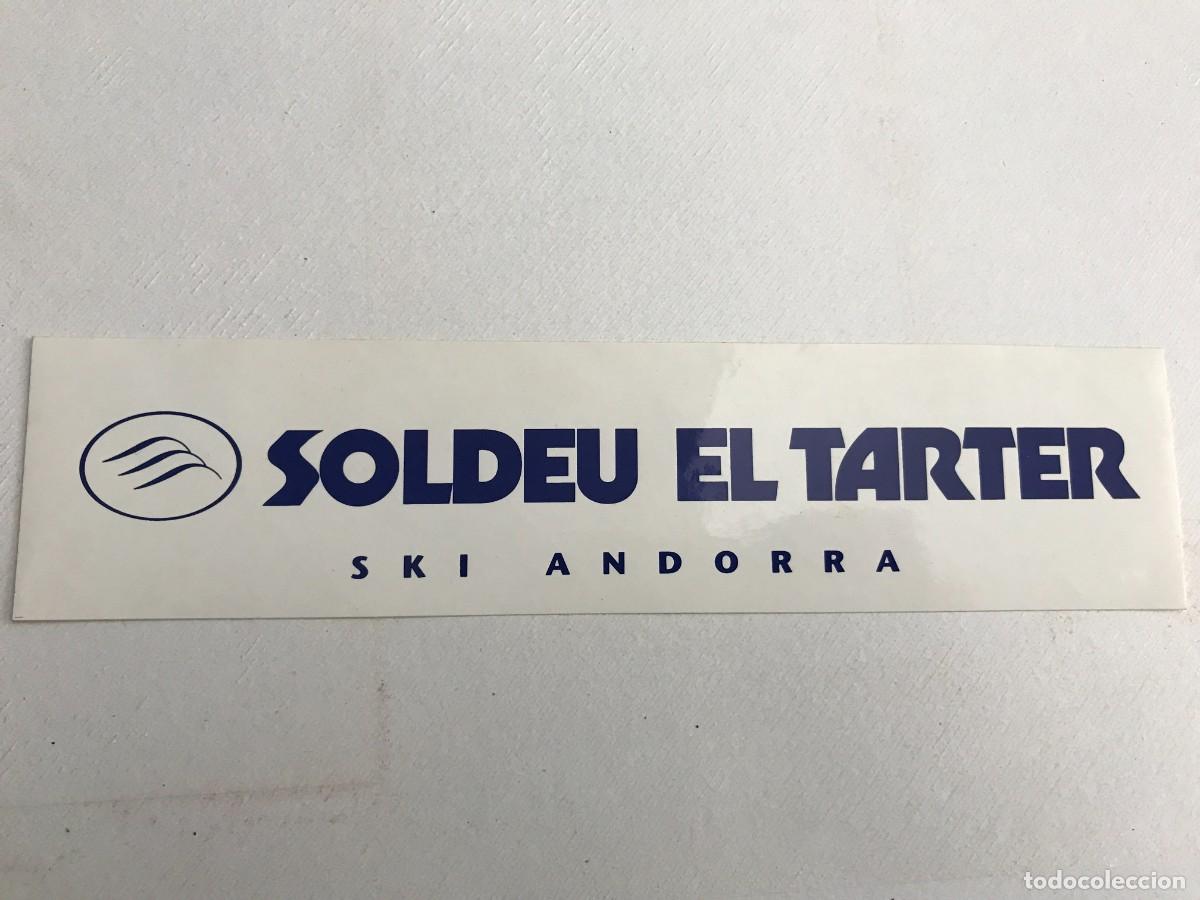 SOLDEU EL TARTER
SKI ANDORRA
todocoleccion